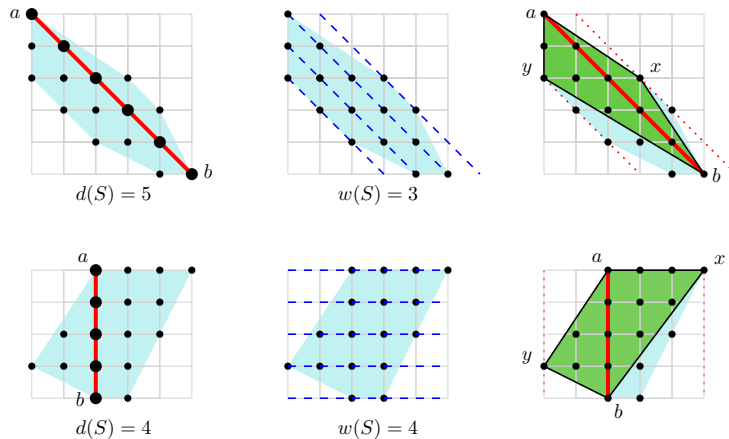 a
b
d(S) = 5
w(S) = 3
a
x
y
b
a
b
d(S) = 4
w(S) = 4
a
x
y
b